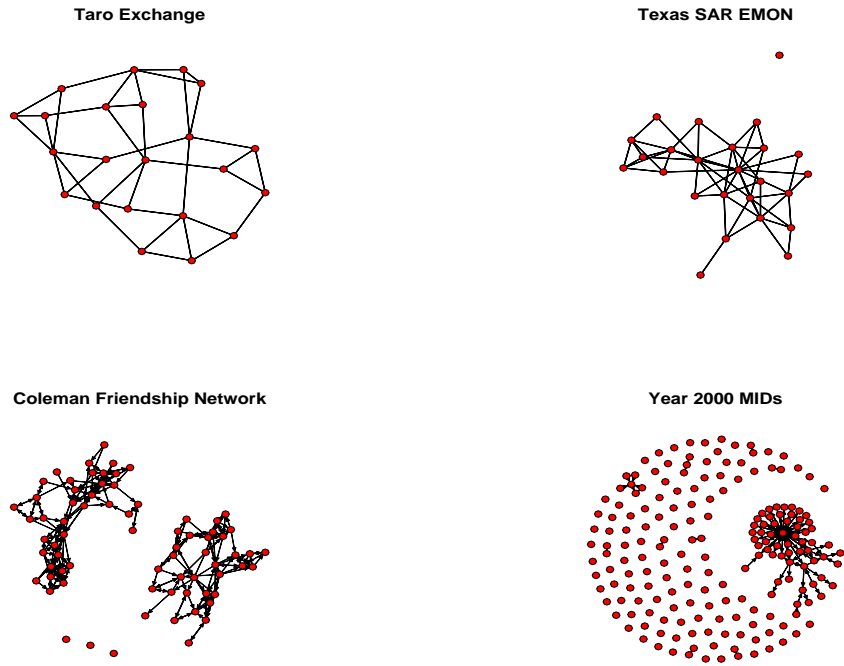 Taro Exchange
Texas SAR EMON
Coleman Friendship Network
Year 2000 MIDs